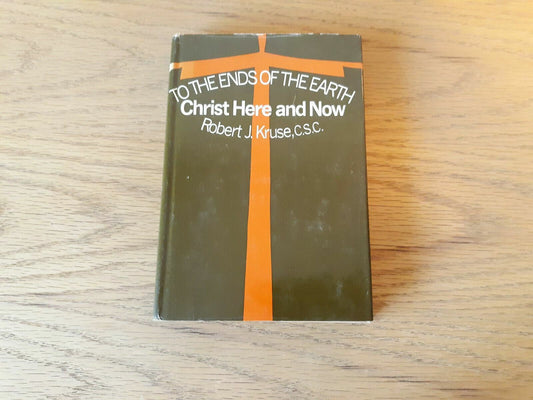 TO THE ENDS OF THE EARTH
Christ Here and Now
Robert J. Kruse, C.S.C.